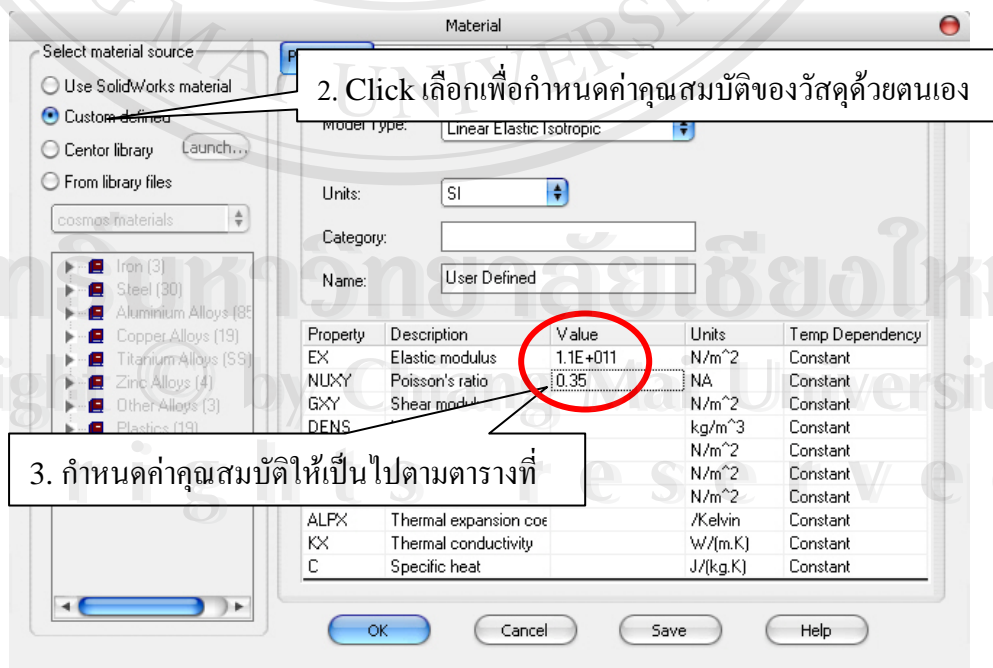 Material
Select material source
Use SolidWorks material
Custom defined
Centor library Launch...
From library files
cosmos materials
Iron (3)
Steel (30)
Aluminium Alloys (85
Copper Alloys (19)
Titanium Alloys (SS)
Zinc Alloys (4)
Other Alloys (3)
Plastics (19)
2. Click เลือกเพื่อกำหนดค่าคุณสมบัติของวัสดุด้วยตนเอง
Model Type: Linear Elastic Isotropic
Units: SI
Category:
Name: User Defined
Property Description Value Units Temp Dependency
EX Elastic modulus 1.1E+011 N/m^2 Constant
NUXY Poisson's ratio 0.35 NA Constant
GXY Shear modulus N/m^2 Constant
DENS kg/m^3 Constant
N/m^2 Constant
N/m^2 Constant
N/m^2 Constant
ALPX Thermal expansion coe /Kelvin Constant
KX Thermal conductivity W/(m.K) Constant
C Specific heat J/(kg.K) Constant
3. กำหนดค่าคุณสมบัติให้เป็นไปตามตารางที่
OK Cancel Save Help